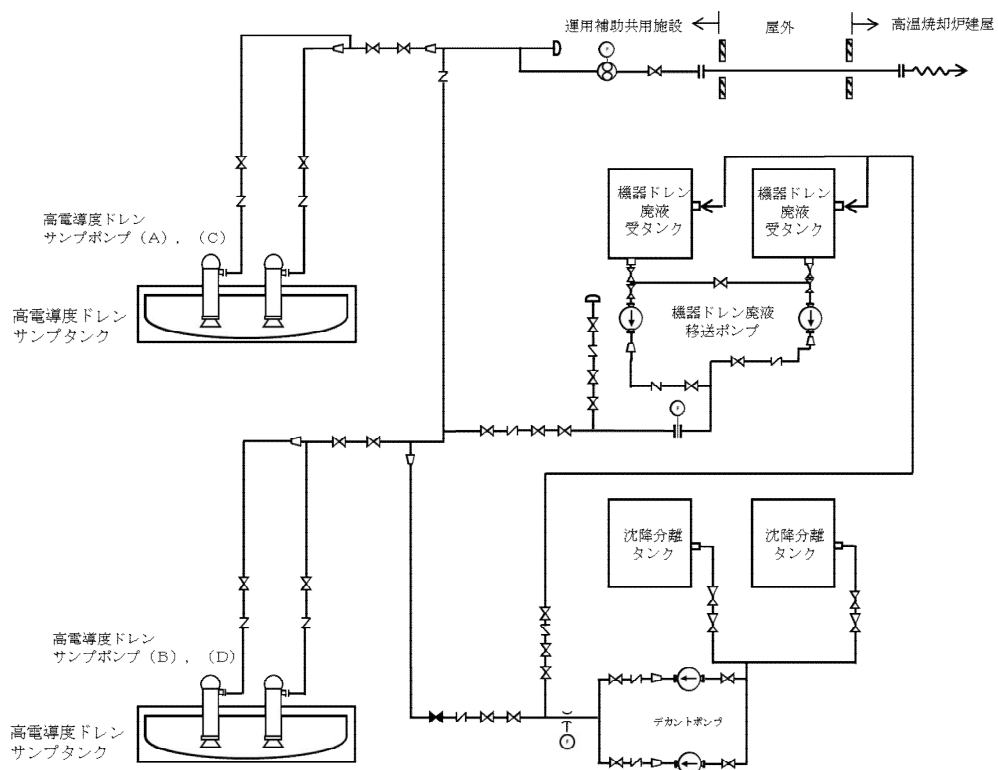 運用補助共用施設
屋外
高温焼却炉建屋
F
機器ドレン
廃液
受タンク
機器ドレン
廃液
受タンク
高電導度ドレン
サンプポンプ（A），（C）
高電導度ドレン
サンプタンク
機器ドレン廃液
移送ポンプ
F
沈降分離
タンク
沈降分離
タンク
高電導度ドレン
サンプポンプ（B），（D）
高電導度ドレン
サンプタンク
デカントポンプ
F